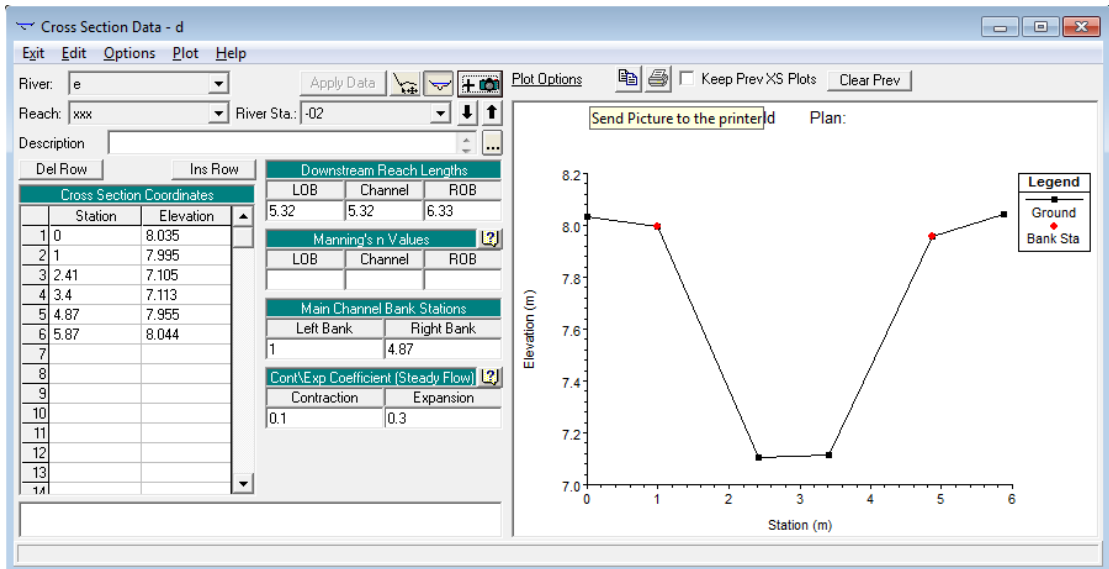 Cross Section Data - d
Exit Edit Options Plot Help
River: e Apply Data
Reach: xxx River Sta.: -02
Description ...
Del Row Ins Row
Cross Section Coordinates
Station Elevation
1 0 8.035
2 1 7.995
3 2.41 7.105
4 3.4 7.113
5 4.87 7.955
6 5.87 8.044
7
8
9
10
11
12
13
14
Downstream Reach Lengths
LOB Channel ROB
5.32 5.32 6.33
Manning's n Values
LOB Channel ROB
Main Channel Bank Stations
Left Bank Right Bank
1 4.87
Cont\Exp Coefficient (Steady Flow)
Contraction Expansion
0.1 0.3
Plot Options Keep Prev XS Plots Clear Prev
Send Picture to the printer
Plan:
8.2
8.0
7.8
7.6
7.4
7.2
7.0
Elevation (m)
0 1 2 3 4 5 6
Station (m)
Legend
Ground
Bank Sta